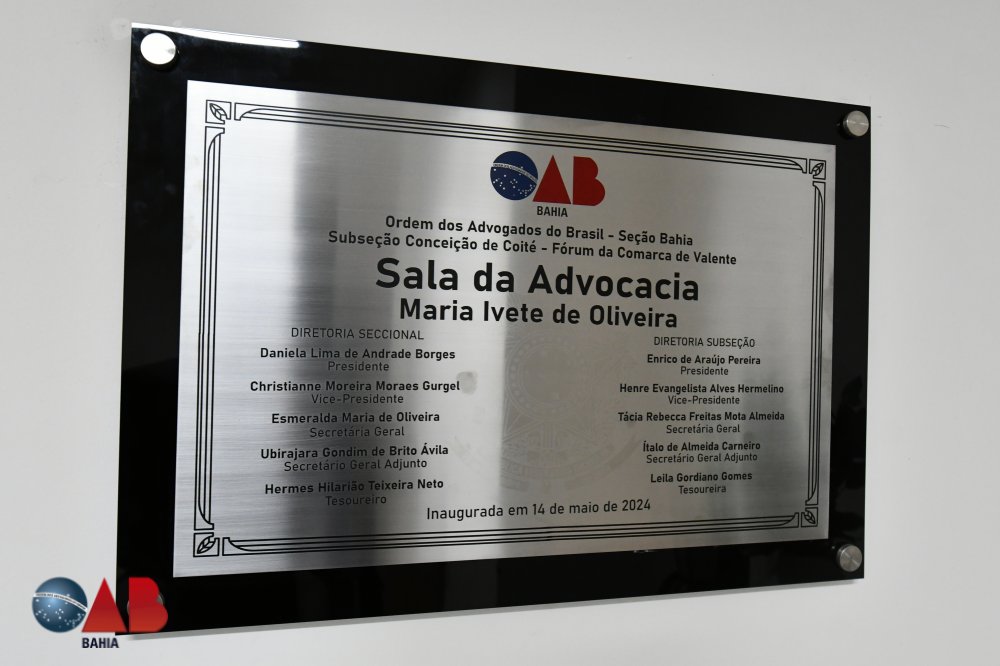 OAB
BAHIA
Ordem dos Advogados do Brasil - Seção Bahia
Subseção Conceição de Coité - Fórum da Comarca de Valente
Sala da Advocacia
Maria Ivete de Oliveira
DIRETORIA SECCIONAL
Daniela Lima de Andrade Borges
Presidente
Christianne Moreira Moraes Gurgel
Vice-Presidente
Esmeralda Maria de Oliveira
Secretária Geral
Ubirajara Gondim de Brito Ávila
Secretário Geral Adjunto
Hermes Hilarião Teixeira Neto
Tesoureiro
DIRETORIA SUBSEÇÃO
Enrico de Araújo Pereira
Presidente
Henre Evangelista Alves Hermelino
Vice-Presidente
Tácia Rebecca Freitas Mota Almeida
Secretária Geral
Ítalo de Almeida Carneiro
Secretário Geral Adjunto
Leila Gordiano Gomes
Tesoureira
Inaugurada em 14 de maio de 2024
OAB
BAHIA